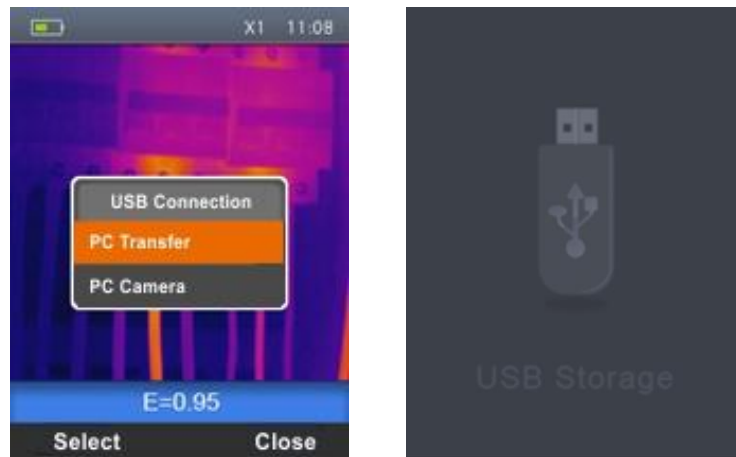 X1 11:08
USB Connection
PC Transfer
PC Camera
E=0.95
Select Close
USB Storage